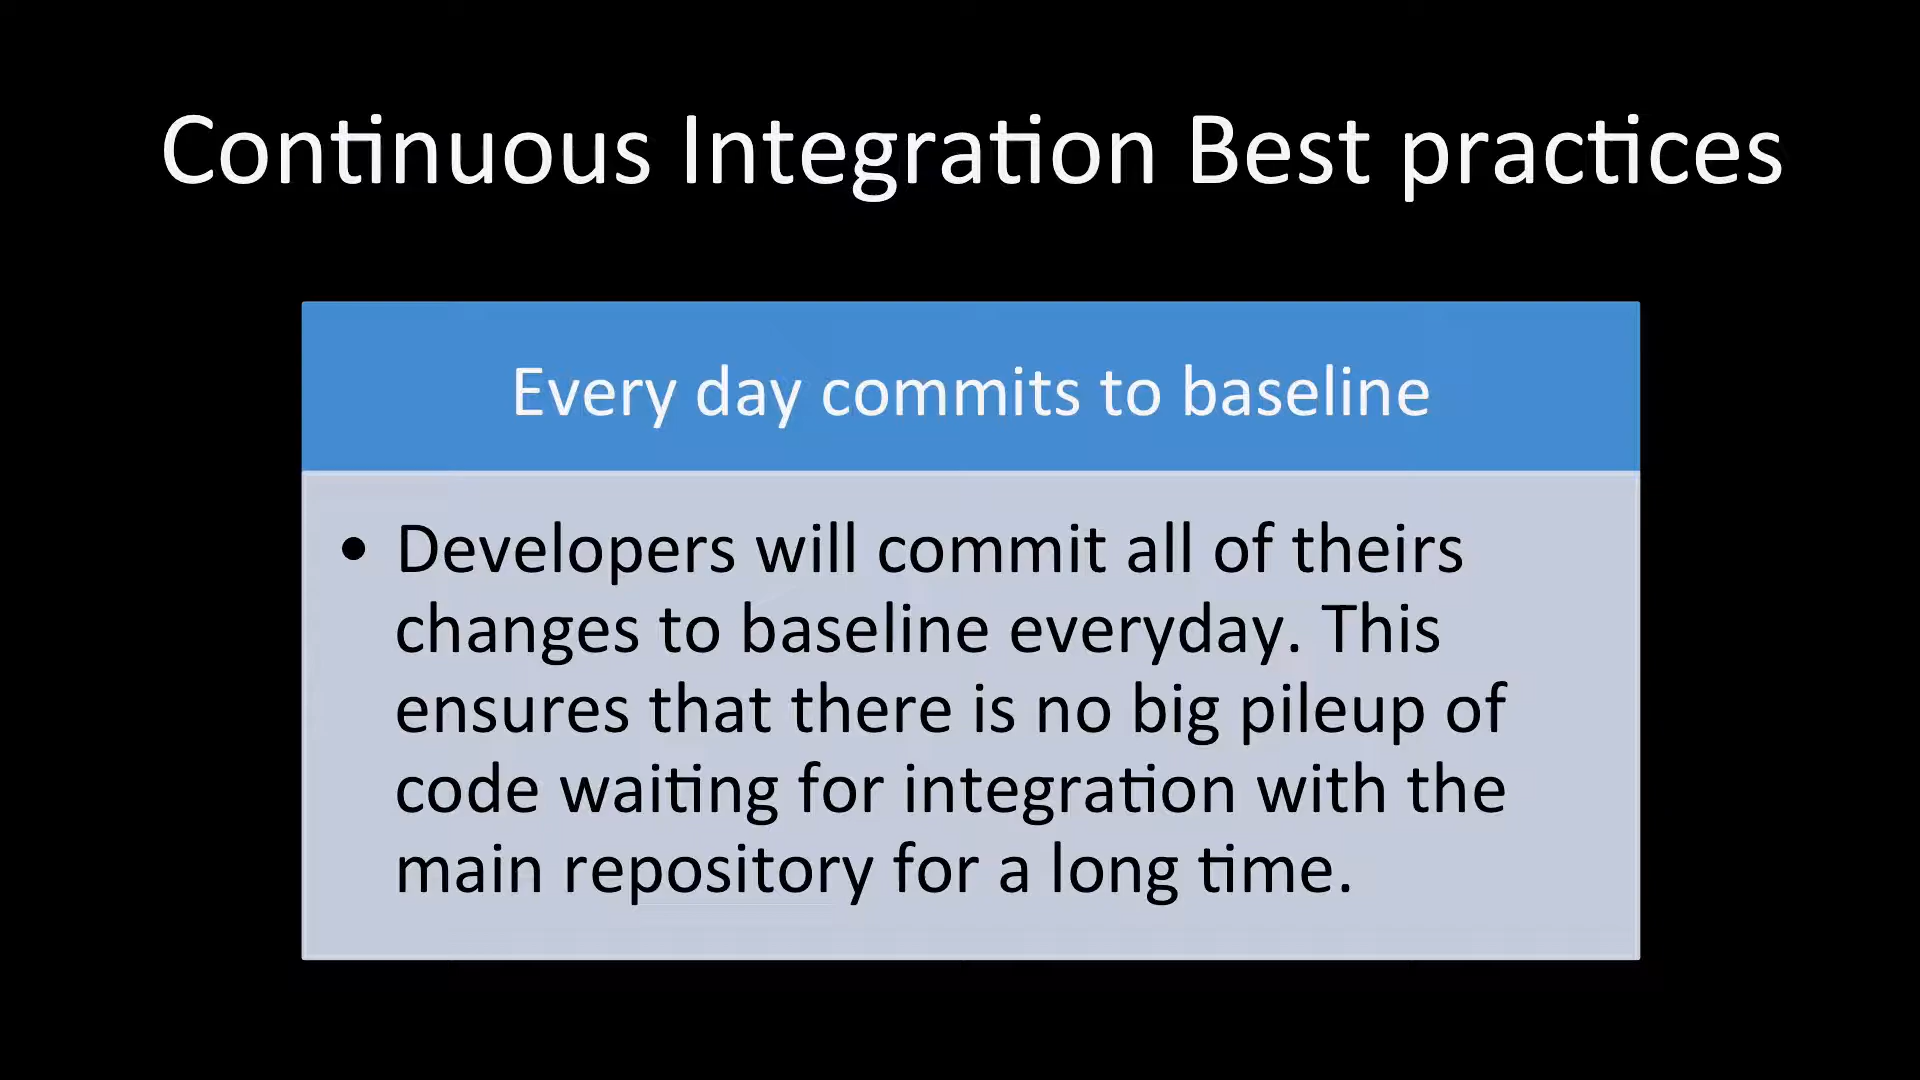 Continuous Integration Best practices
Every day commits to baseline
• Developers will commit all of theirs
changes to baseline everyday. This
ensures that there is no big pileup of
code waiting for integration with the
main repository for a long time.